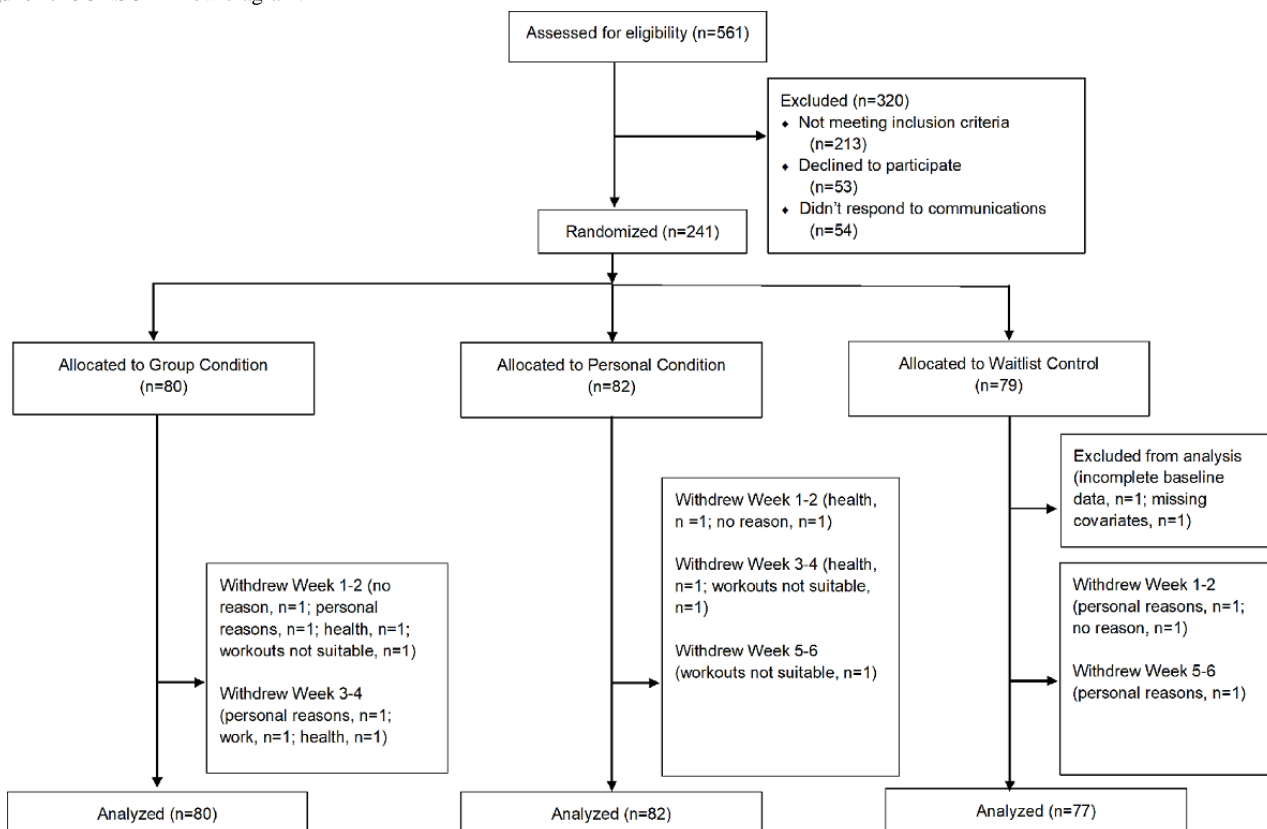 Assessed for eligibility (n=561)
Excluded (n=320)
♦ Not meeting inclusion criteria
(n=213)
♦ Declined to participate
(n=53)
♦ Didn't respond to communications
(n=54)
Randomized (n=241)
Allocated to Group Condition
(n=80)
Allocated to Personal Condition
(n=82)
Allocated to Waitlist Control
(n=79)
Excluded from analysis
(incomplete baseline
data, n=1; missing
covariates, n=1)
Withdrew Week 1-2 (no
reason, n=1; personal
reasons, n=1; health, n=1;
workouts not suitable, n=1)
Withdrew Week 3-4
(personal reasons, n=1;
work, n=1; health, n=1)
Withdrew Week 1-2 (health,
n =1; no reason, n=1)
Withdrew Week 3-4 (health,
n=1; workouts not suitable,
n=1)
Withdrew Week 5-6
(workouts not suitable, n=1)
Withdrew Week 1-2
(personal reasons, n=1;
no reason, n=1)
Withdrew Week 5-6
(personal reasons, n=1)
Analyzed (n=80)
Analyzed (n=82)
Analyzed (n=77)